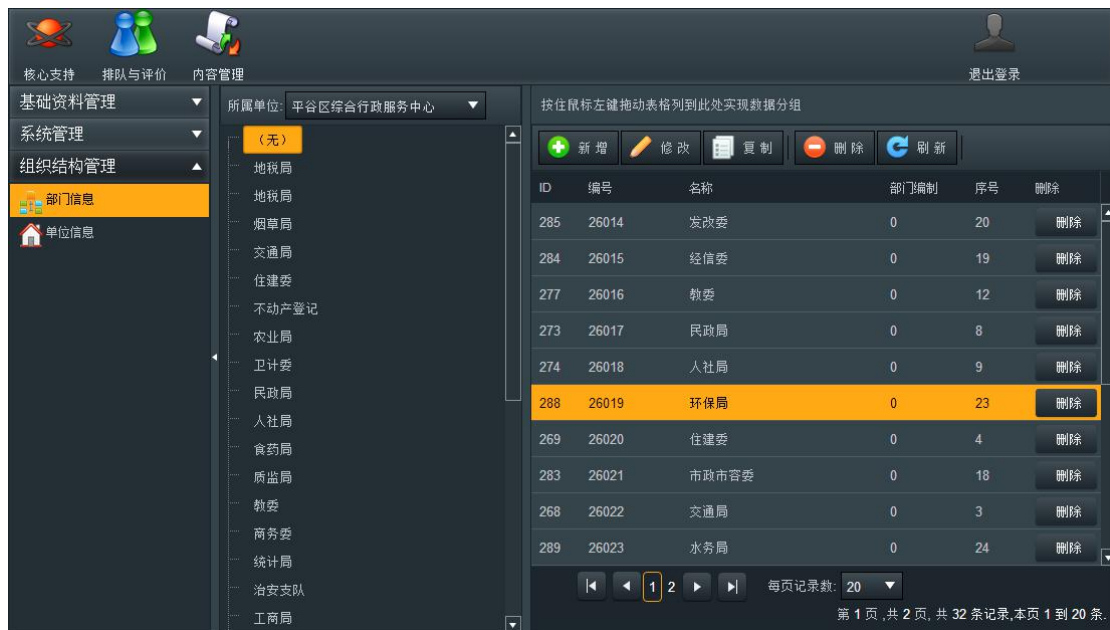 核心支持 排队与评价 内容管理 退出登录
基础资料管理
系统管理
组织结构管理
部门信息
单位信息
所属单位: 平谷区综合行政服务中心
（无）
地税局
地税局
烟草局
交通局
住建委
不动产登记
农业局
卫计委
民政局
人社局
食药局
质监局
教委
商务委
统计局
治安支队
工商局
按住鼠标左键拖动表格列到此处实现数据分组
新增 修改 复制 删除 刷新
ID 编号 名称 部门编制 序号 删除
285 26014 发改委 0 20 删除
284 26015 经信委 0 19 删除
277 26016 教委 0 12 删除
273 26017 民政局 0 8 删除
274 26018 人社局 0 9 删除
288 26019 环保局 0 23 删除
269 26020 住建委 0 4 删除
283 26021 市政市容委 0 18 删除
268 26022 交通局 0 3 删除
289 26023 水务局 0 24 删除
1 2 每页记录数: 20
第 1 页 ,共 2 页, 共 32 条记录,本页 1 到 20 条.